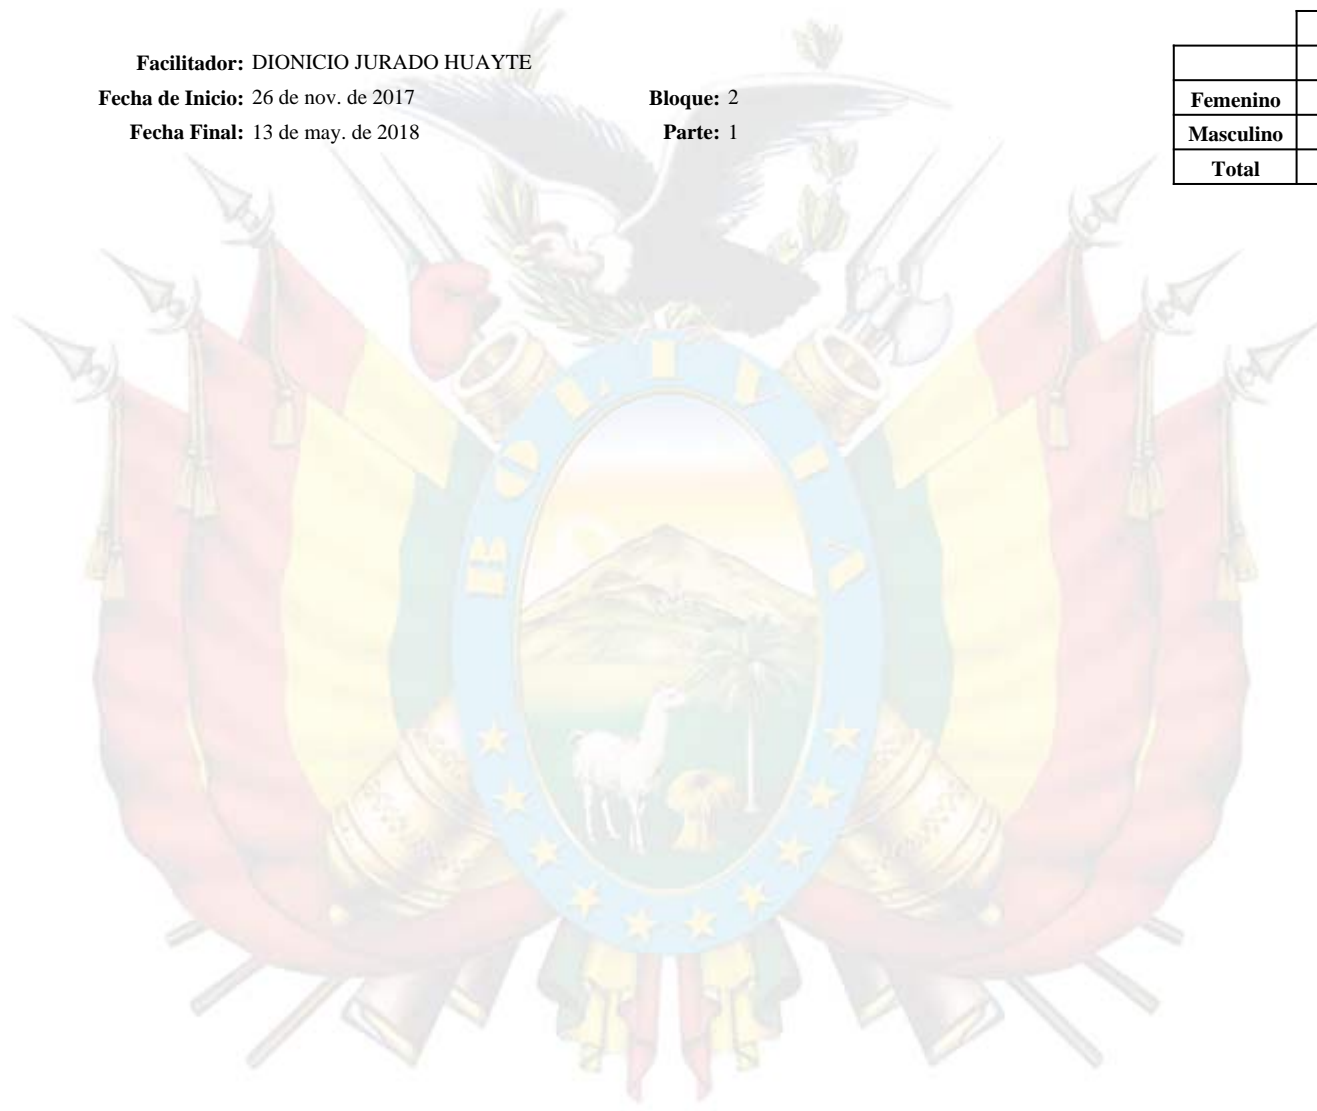 Facilitador: DIONICIO JURADO HUAYTE
Fecha de Inicio: 26 de nov. de 2017 Bloque: 2
Fecha Final: 13 de may. de 2018 Parte: 1
Femenino
Masculino
Total
BOLIVIA